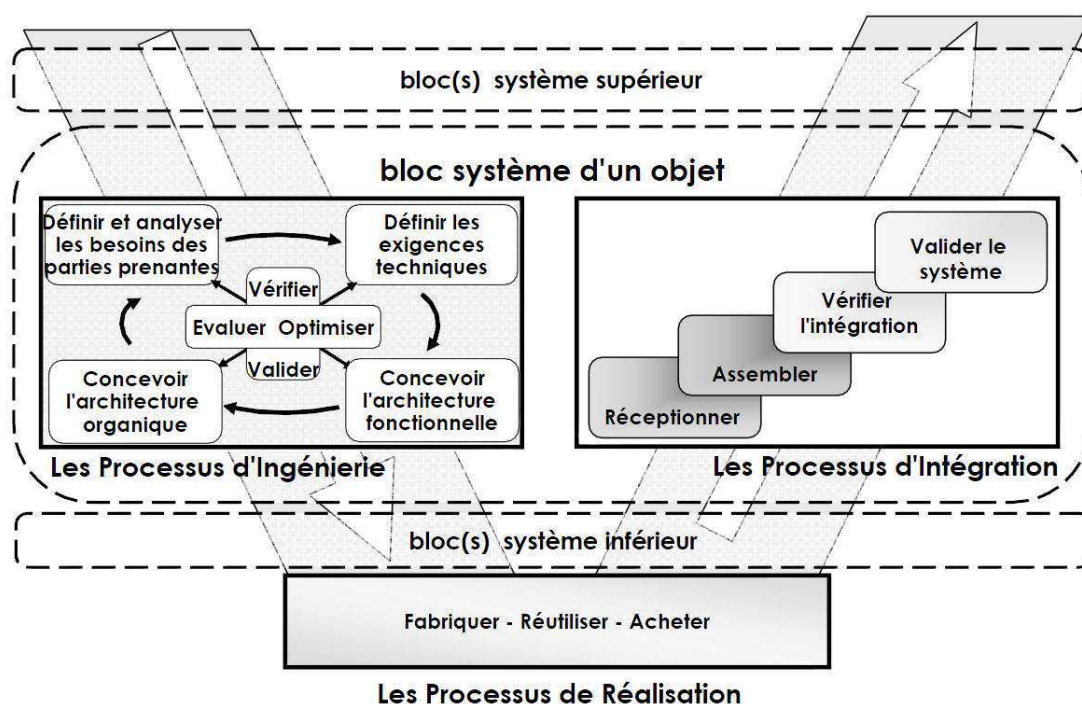 bloc(s) système supérieur
bloc système d'un objet
Définir et analyser
les besoins des
parties prenantes
Définir les
exigences
techniques
Vérifier
Evaluer Optimiser
Valider
Concevoir
l'architecture
organique
Concevoir
l'architecture
fonctionnelle
Les Processus d'Ingénierie
Valider le
système
Vérifier
l'intégration
Assembler
Réceptionner
Les Processus d'Intégration
bloc(s) système inférieur
Fabriquer - Réutiliser - Acheter
Les Processus de Réalisation